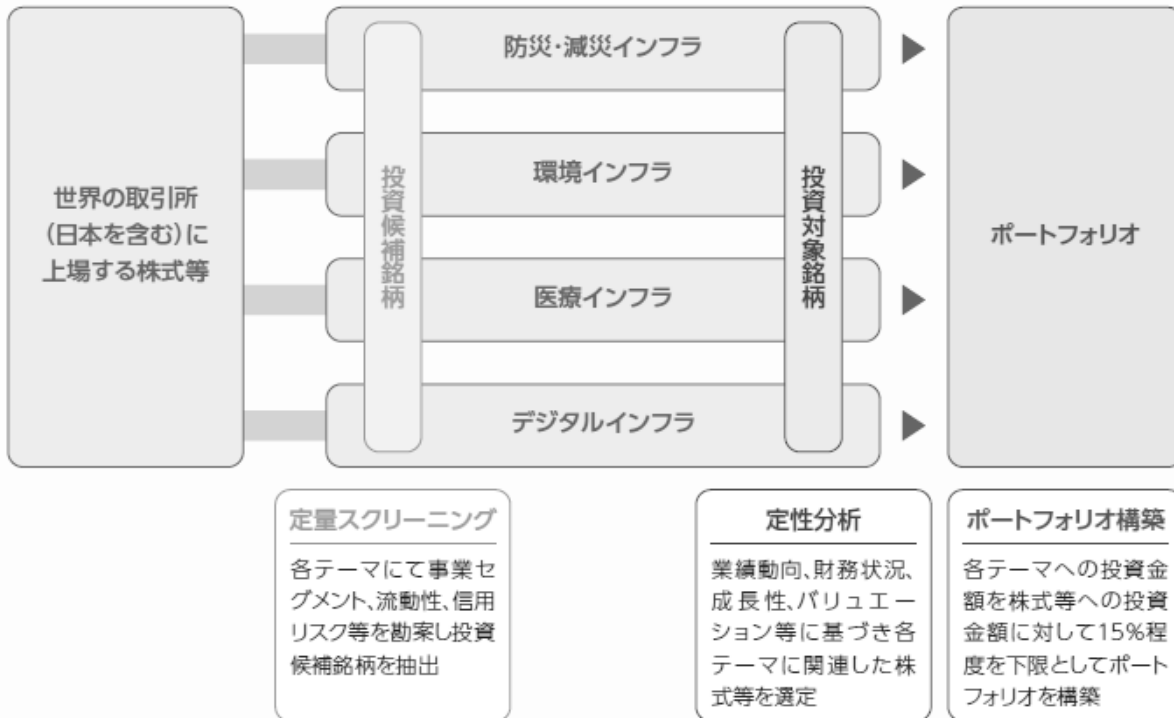 世界の取引所
(日本を含む)に
上場する株式等
防災・減災インフラ
環境インフラ
医療インフラ
デジタルインフラ
投資候補銘柄
投資対象銘柄
ポートフォリオ
定量スクリーニング
各テーマにて事業セ
グメント、流動性、信用
リスク等を勘案し投資
候補銘柄を抽出
定性分析
業績動向、財務状況、
成長性、バリュエー
ション等に基づき各
テーマに関連した株
式等を選定
ポートフォリオ構築
各テーマへの投資金
額を株式等への投資
金額に対して15%程
度を下限としてポート
フォリオを構築